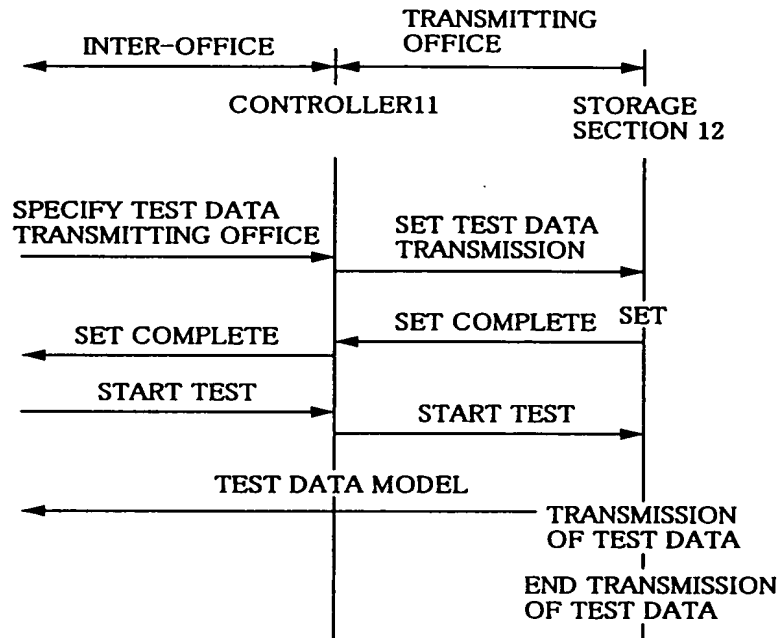 INTER-OFFICE
TRANSMITTING
OFFICE
CONTROLLER11
STORAGE
SECTION 12
SPECIFY TEST DATA
TRANSMITTING OFFICE
SET TEST DATA
TRANSMISSION
SET
SET COMPLETE
SET COMPLETE
START TEST
START TEST
TEST DATA MODEL
TRANSMISSION
OF TEST DATA
END TRANSMISSION
OF TEST DATA